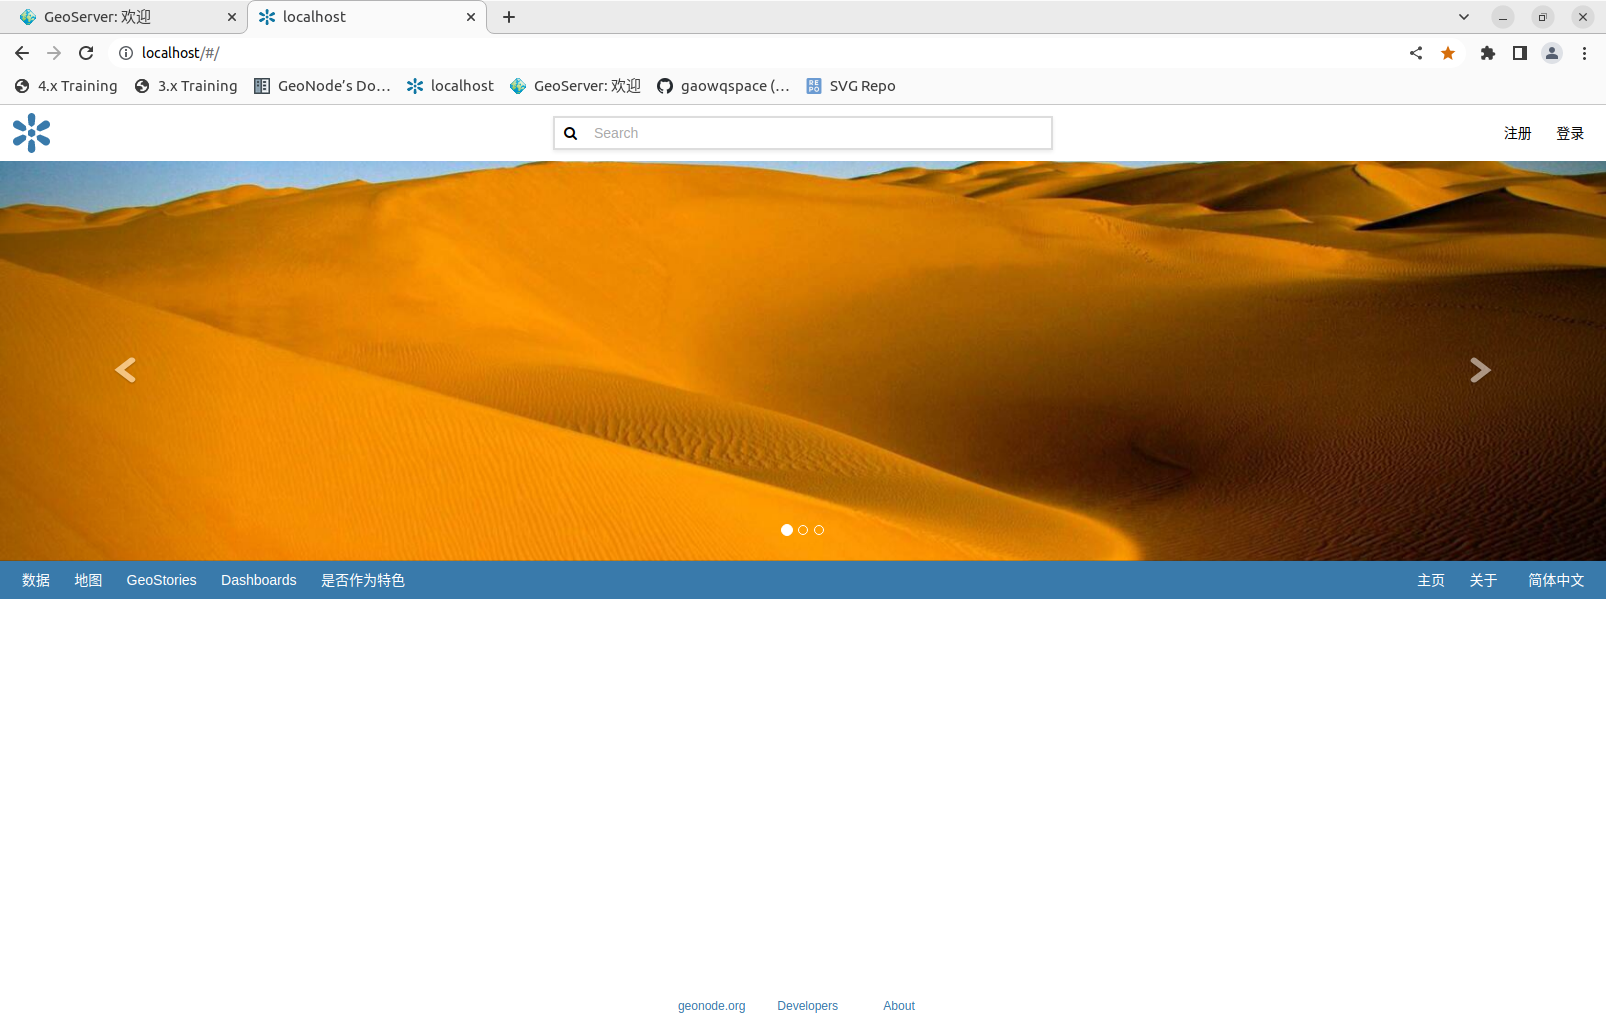 GeoServer: 欢迎
localhost
localhost/#/
4.x Training 3.x Training GeoNode's Do... localhost GeoServer: 欢迎 gaowqspace (... SVG Repo
Search
注册 登录
数据 地图 GeoStories Dashboards 是否作为特色 主页 关于 简体中文
geonode.org Developers About